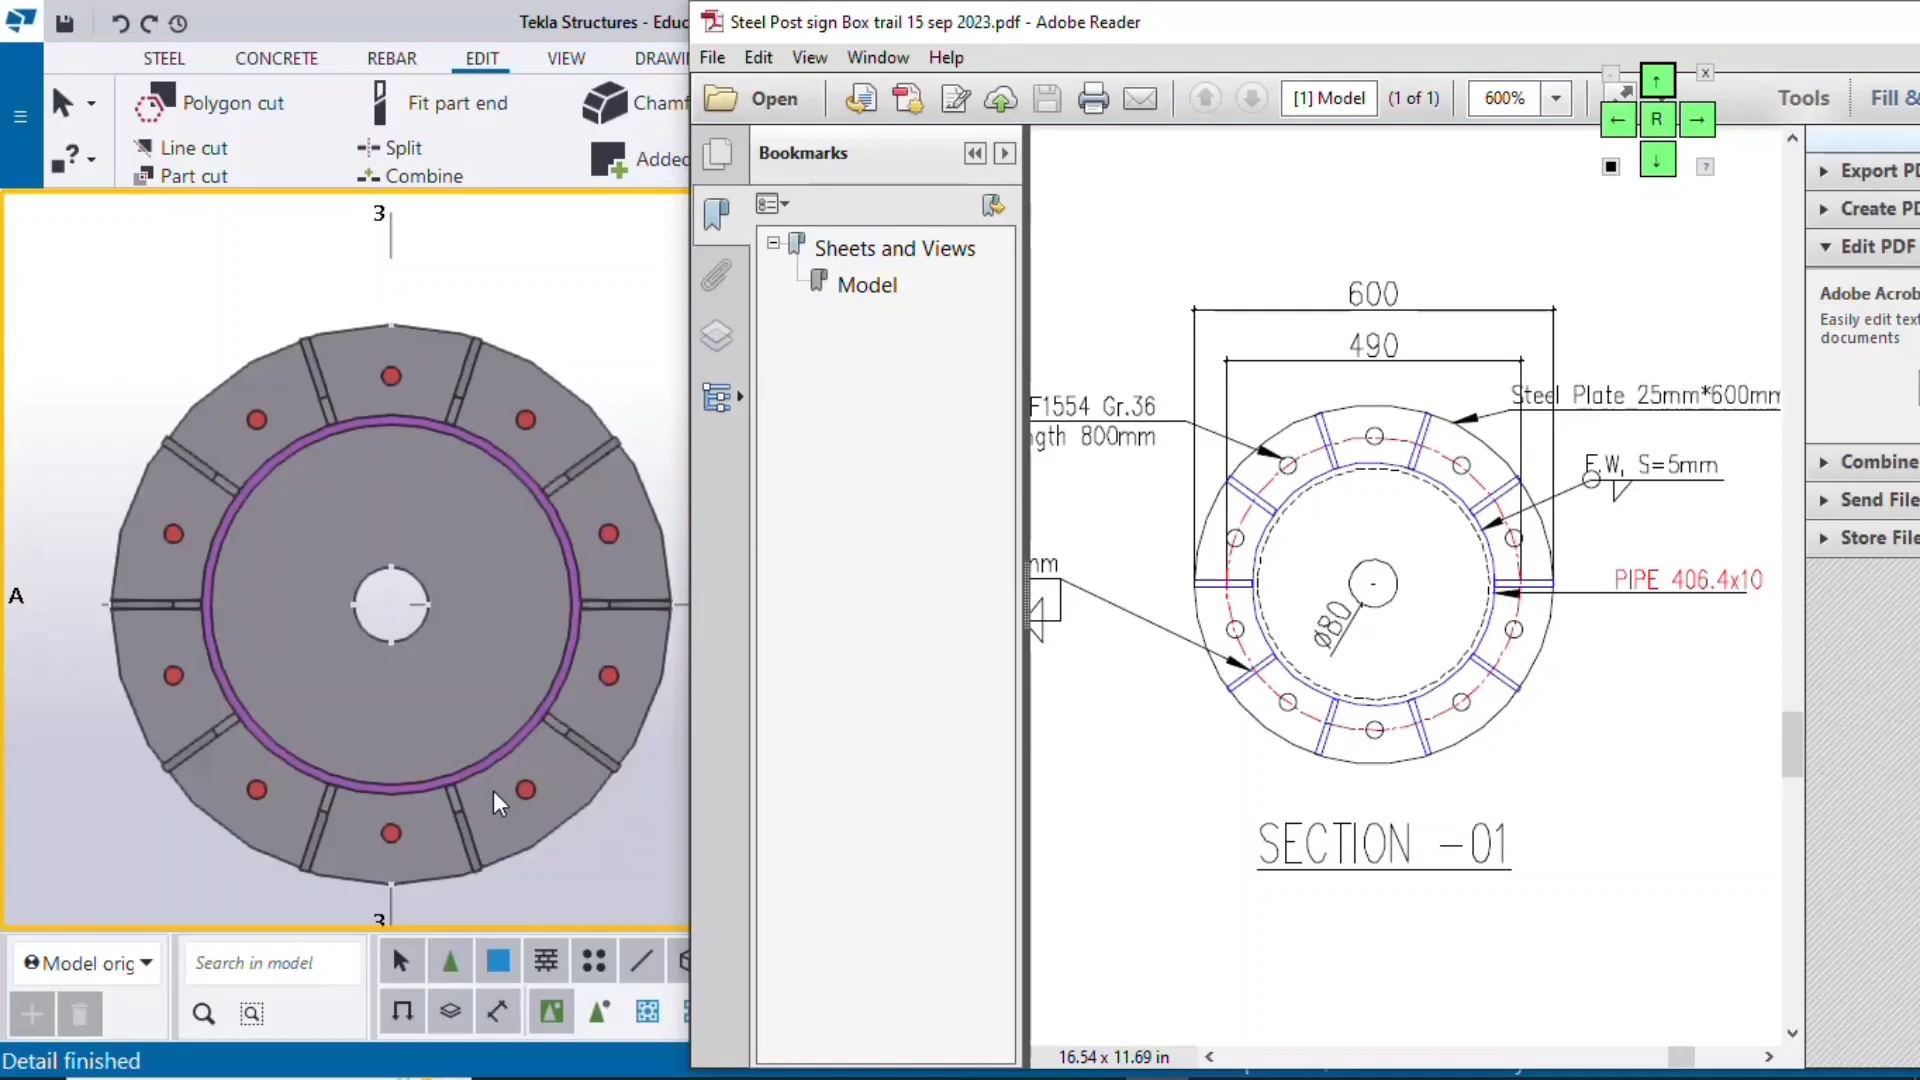 Tekla Structures - Educ
STEEL
CONCRETE
REBAR
EDIT
VIEW
DRAWI
Polygon cut
Fit part end
Chamf
Line cut
Split
Added
Part cut
Combine
3
A
3
Model orig
Search in model
Detail finished
Steel Post sign Box trail 15 sep 2023.pdf - Adobe Reader
File
Edit
View
Window
Help
Open
[1] Model
(1 of 1)
600%
Tools
Fill &
R
Bookmarks
Sheets and Views
Model
600
490
Steel Plate 25mm*600mm
F1554 Gr.36
ngth 800mm
F.W, S=5mm
mm
PIPE 406.4x10
ø80
SECTION -01
16.54 x 11.69 in
Export PD
Create PD
Edit PDF
Adobe Acrob
Easily edit text
documents
Combine
Send File
Store File